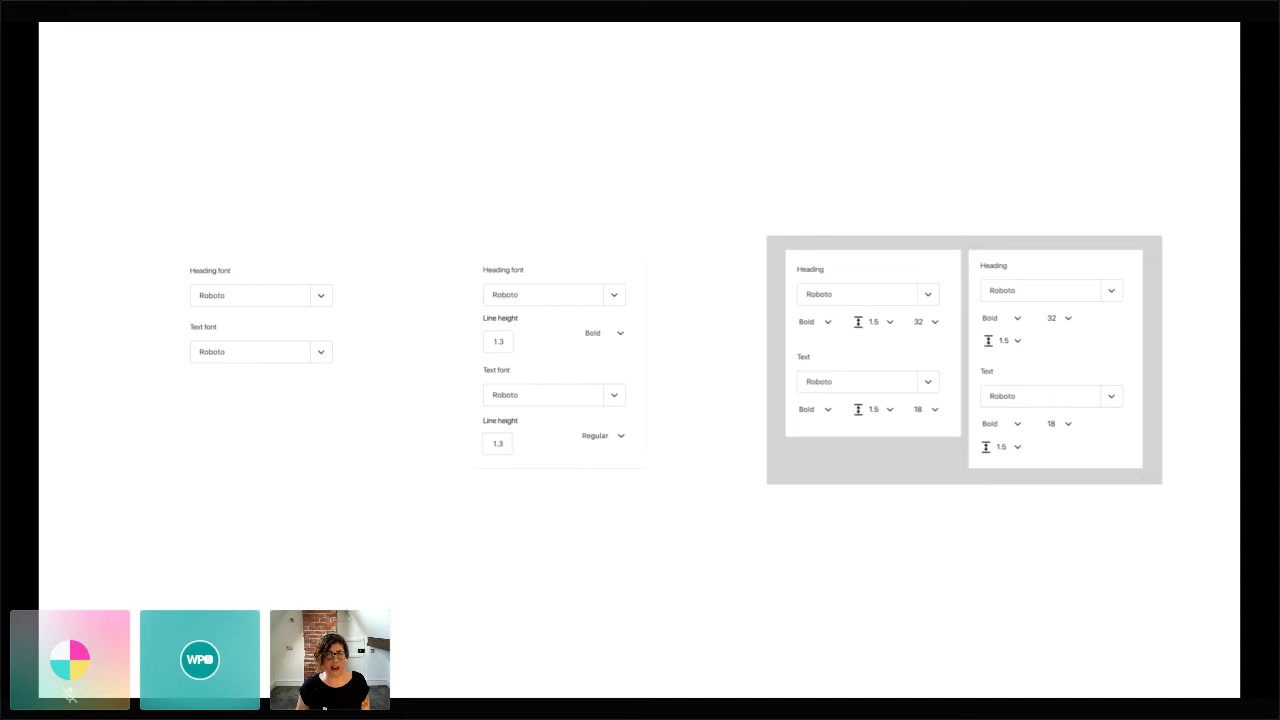 Heading font
Roboto
Text font
Roboto
Heading font
Roboto
Line height
1.3
Bold
Text font
Roboto
Line height
1.3
Regular
Heading
Roboto
Bold 1.5 32
Text
Roboto
Bold 1.5 18
Heading
Roboto
Bold 32
1.5
Text
Roboto
Bold 18
1.5